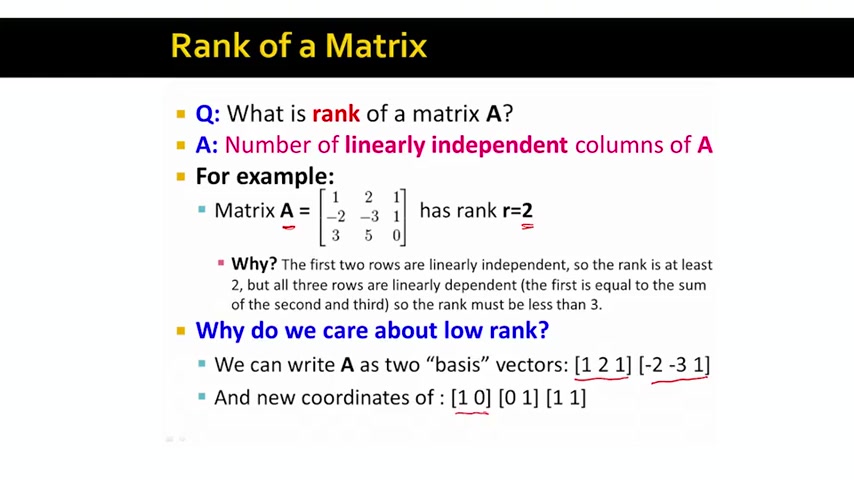 Rank of a Matrix
Q: What is rank of a matrix A?
A: Number of linearly independent columns of A
For example:
Matrix A = [1 2 1
-2 -3 1
3 5 0] has rank r=2
Why? The first two rows are linearly independent, so the rank is at least
2, but all three rows are linearly dependent (the first is equal to the sum
of the second and third) so the rank must be less than 3.
Why do we care about low rank?
We can write A as two “basis” vectors: [1 2 1] [-2 -3 1]
And new coordinates of : [1 0] [0 1] [1 1]